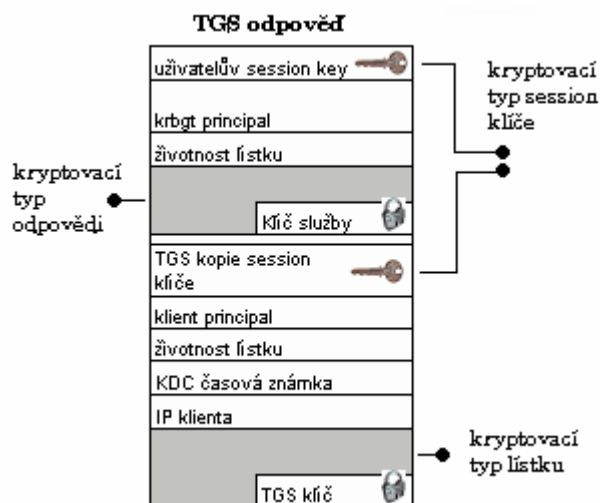 TGS odpověď
uživatelův session key
krbgt principal
životnost lístku
Klíč služby
TGS kopie session
klíče
klient principal
životnost lístku
KDC časová známka
IP klienta
TGS klíč
kryptovací
typ
odpovědi
kryptovací
typ session
klíče
kryptovací
typ lístku